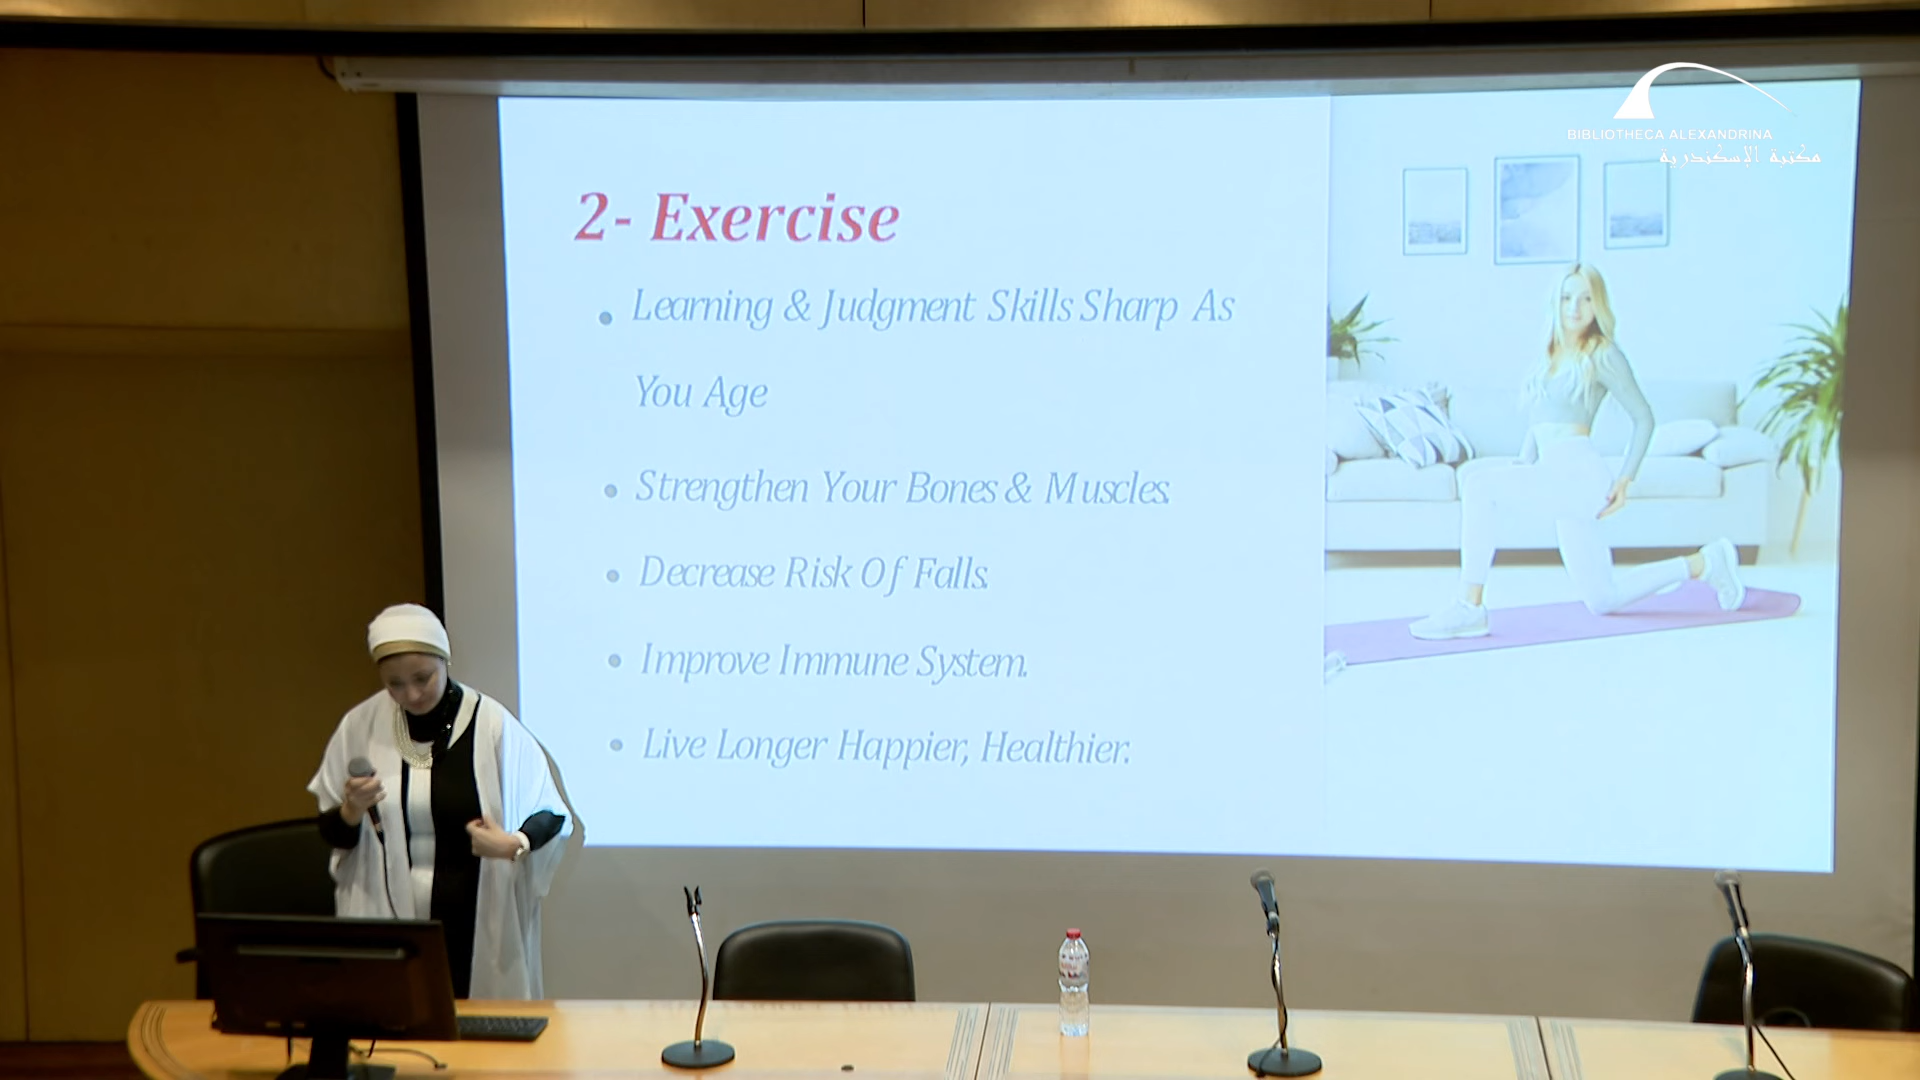 BIBLIOTHECA ALEXANDRINA
مكتبة الإسكندرية
2- Exercise
Learning & Judgment Skills Sharp As
You Age
Strengthen Your Bones & Muscles.
Decrease Risk Of Falls.
Improve Immune System.
Live Longer Happier, Healthier.